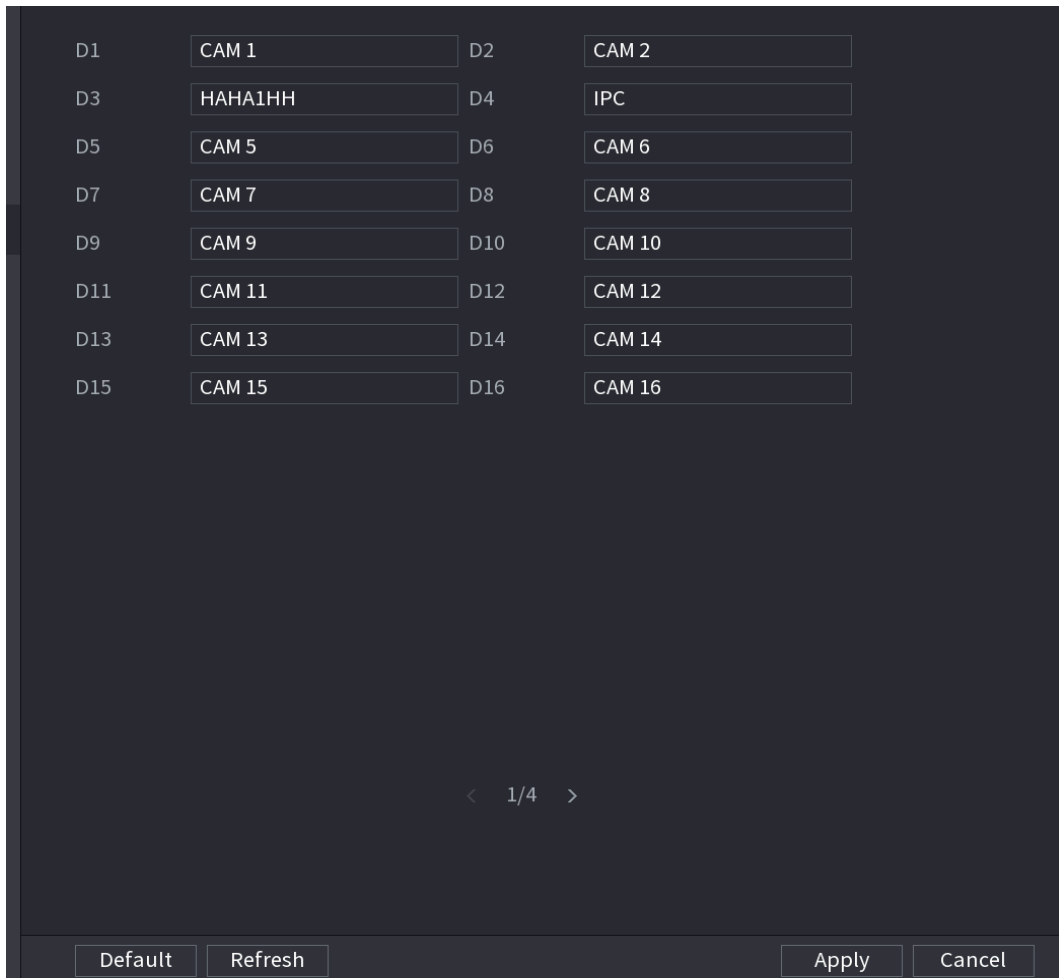 D1 CAM 1 D2 CAM 2
D3 HAHA1HH D4 IPC
D5 CAM 5 D6 CAM 6
D7 CAM 7 D8 CAM 8
D9 CAM 9 D10 CAM 10
D11 CAM 11 D12 CAM 12
D13 CAM 13 D14 CAM 14
D15 CAM 15 D16 CAM 16
< 1/4 >
Default Refresh Apply Cancel